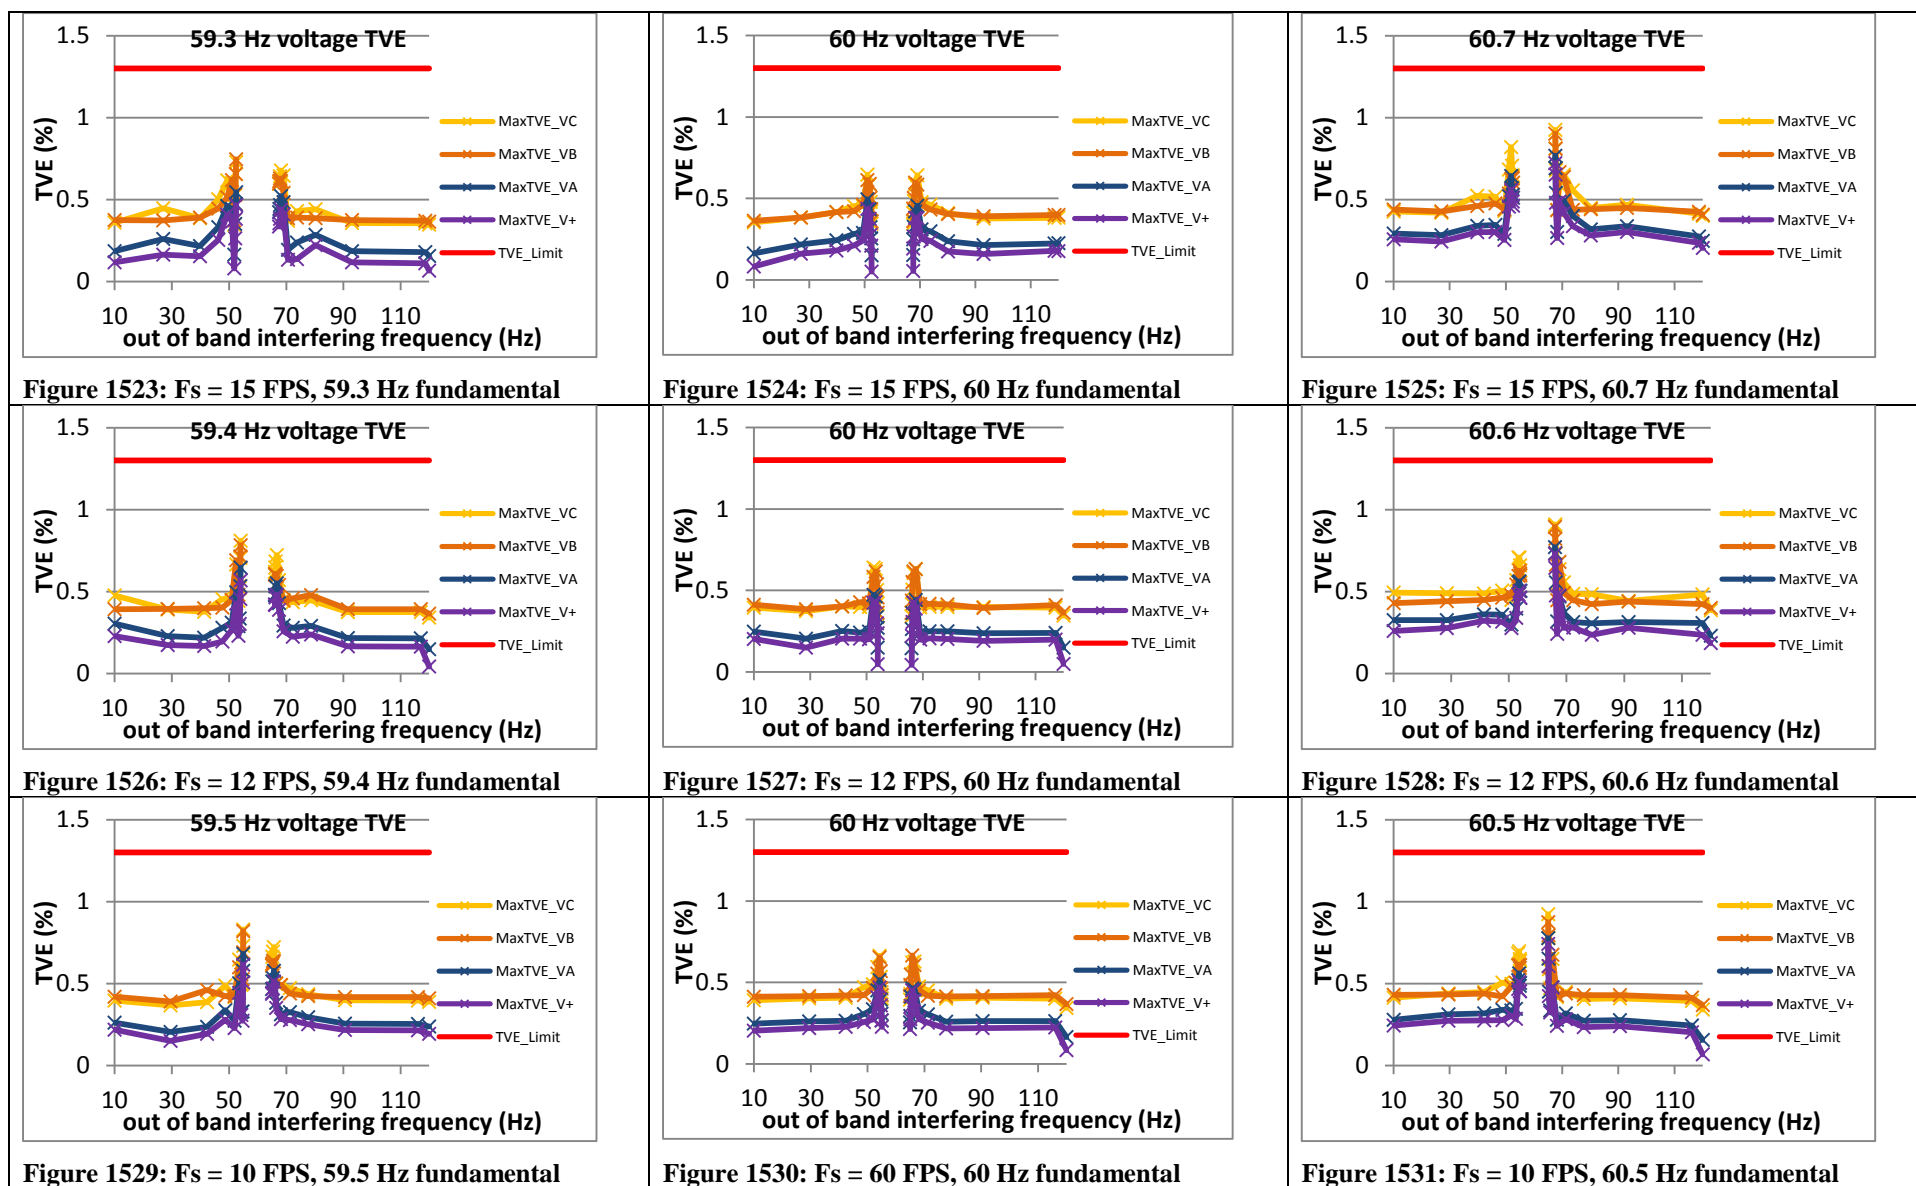 59.3 Hz voltage TVE
1.5
1
0.5
0
TVE (%)
10 30 50 70 90 110
out of band interfering frequency (Hz)
MaxTVE_VC
MaxTVE_VB
MaxTVE_VA
MaxTVE_V+
TVE_Limit
Figure 1523: Fs = 15 FPS, 59.3 Hz fundamental
60 Hz voltage TVE
1.5
1
0.5
0
TVE (%)
10 30 50 70 90 110
out of band interfering frequency (Hz)
MaxTVE_VC
MaxTVE_VB
MaxTVE_VA
MaxTVE_V+
TVE_Limit
Figure 1524: Fs = 15 FPS, 60 Hz fundamental
60.7 Hz voltage TVE
1.5
1
0.5
0
TVE (%)
10 30 50 70 90 110
out of band interfering frequency (Hz)
MaxTVE_VC
MaxTVE_VB
MaxTVE_VA
MaxTVE_V+
TVE_Limit
Figure 1525: Fs = 15 FPS, 60.7 Hz fundamental
59.4 Hz voltage TVE
1.5
1
0.5
0
TVE (%)
10 30 50 70 90 110
out of band interfering frequency (Hz)
MaxTVE_VC
MaxTVE_VB
MaxTVE_VA
MaxTVE_V+
TVE_Limit
Figure 1526: Fs = 12 FPS, 59.4 Hz fundamental
60 Hz voltage TVE
1.5
1
0.5
0
TVE (%)
10 30 50 70 90 110
out of band interfering frequency (Hz)
MaxTVE_VC
MaxTVE_VB
MaxTVE_VA
MaxTVE_V+
TVE_Limit
Figure 1527: Fs = 12 FPS, 60 Hz fundamental
60.6 Hz voltage TVE
1.5
1
0.5
0
TVE (%)
10 30 50 70 90 110
out of band interfering frequency (Hz)
MaxTVE_VC
MaxTVE_VB
MaxTVE_VA
MaxTVE_V+
TVE_Limit
Figure 1528: Fs = 12 FPS, 60.6 Hz fundamental
59.5 Hz voltage TVE
1.5
1
0.5
0
TVE (%)
10 30 50 70 90 110
out of band interfering frequency (Hz)
MaxTVE_VC
MaxTVE_VB
MaxTVE_VA
MaxTVE_V+
TVE_Limit
Figure 1529: Fs = 10 FPS, 59.5 Hz fundamental
60 Hz voltage TVE
1.5
1
0.5
0
TVE (%)
10 30 50 70 90 110
out of band interfering frequency (Hz)
MaxTVE_VC
MaxTVE_VB
MaxTVE_VA
MaxTVE_V+
TVE_Limit
Figure 1530: Fs = 60 FPS, 60 Hz fundamental
60.5 Hz voltage TVE
1.5
1
0.5
0
TVE (%)
10 30 50 70 90 110
out of band interfering frequency (Hz)
MaxTVE_VC
MaxTVE_VB
MaxTVE_VA
MaxTVE_V+
TVE_Limit
Figure 1531: Fs = 10 FPS, 60.5 Hz fundamental